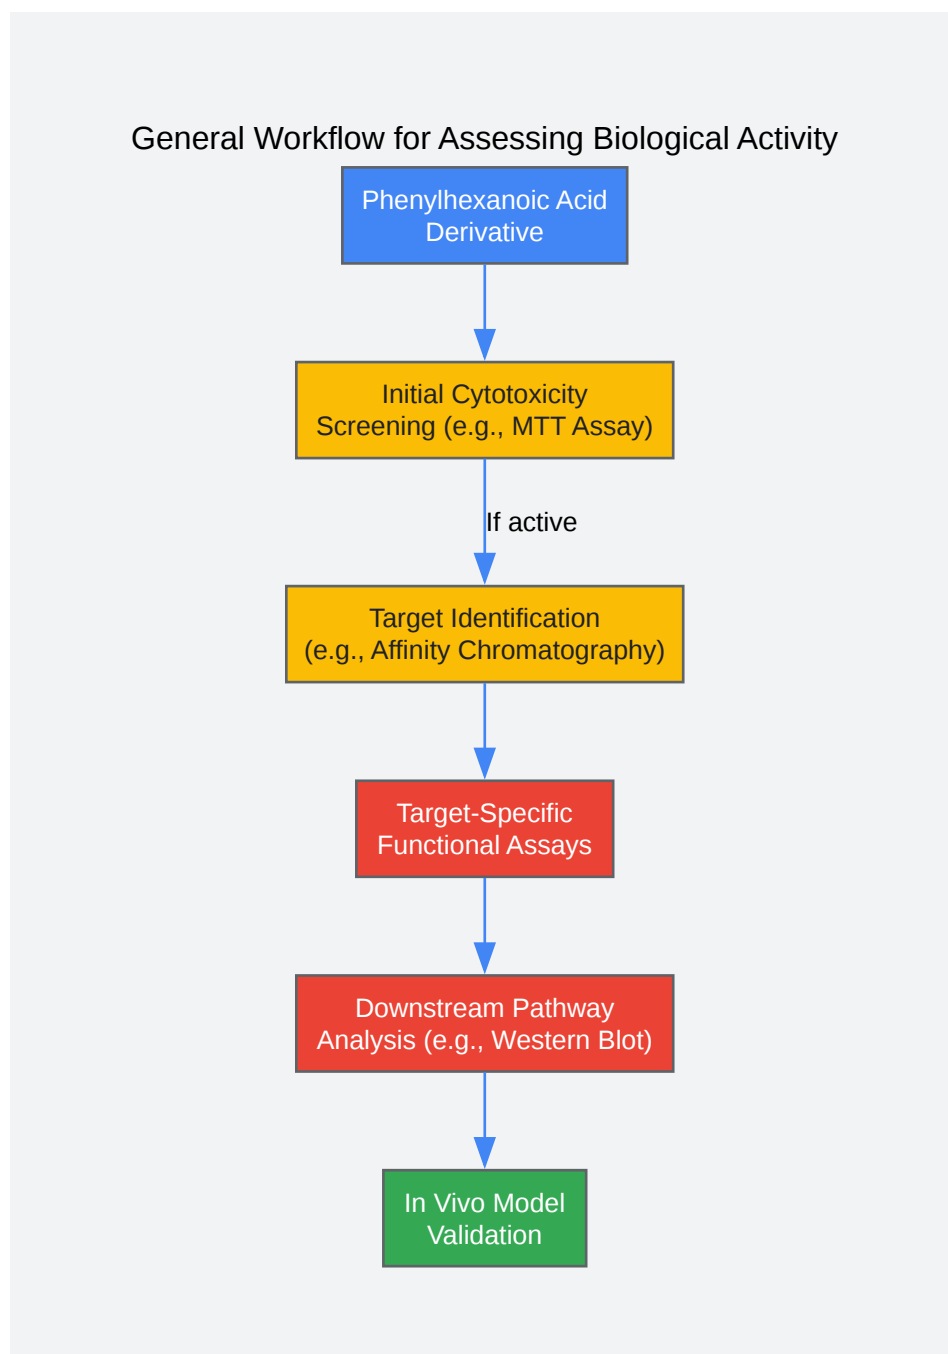 General Workflow for Assessing Biological Activity
Phenylhexanoic Acid
Derivative
Initial Cytotoxicity
Screening (e.g., MTT Assay)
If active
Target Identification
(e.g., Affinity Chromatography)
Target-Specific
Functional Assays
Downstream Pathway
Analysis (e.g., Western Blot)
In Vivo Model
Validation